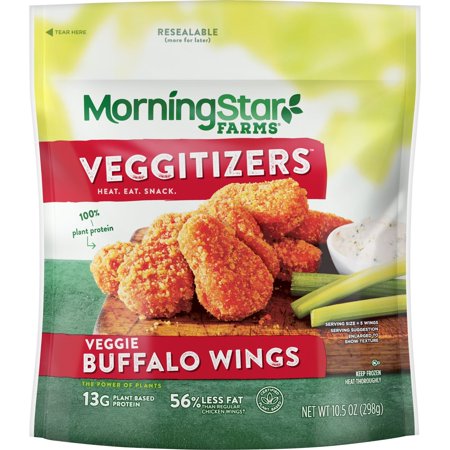 TEAR HERE
RESEALABLE
(more for later)
MorningStar
FARMS®
VEGGITIZERS™
HEAT. EAT. SNACK.
100%
plant protein
SERVING SIZE = 5 WINGS
SERVING SUGGESTION
ENLARGED TO
SHOW TEXTURE
VEGGIE
BUFFALO WINGS
THE POWER OF PLANTS
13G PLANT BASED
PROTEIN
56% LESS FAT
THAN REGULAR
CHICKEN WINGS*
KEEP FROZEN
HEAT THOROUGHLY
NET WT 10.5 OZ (298g)